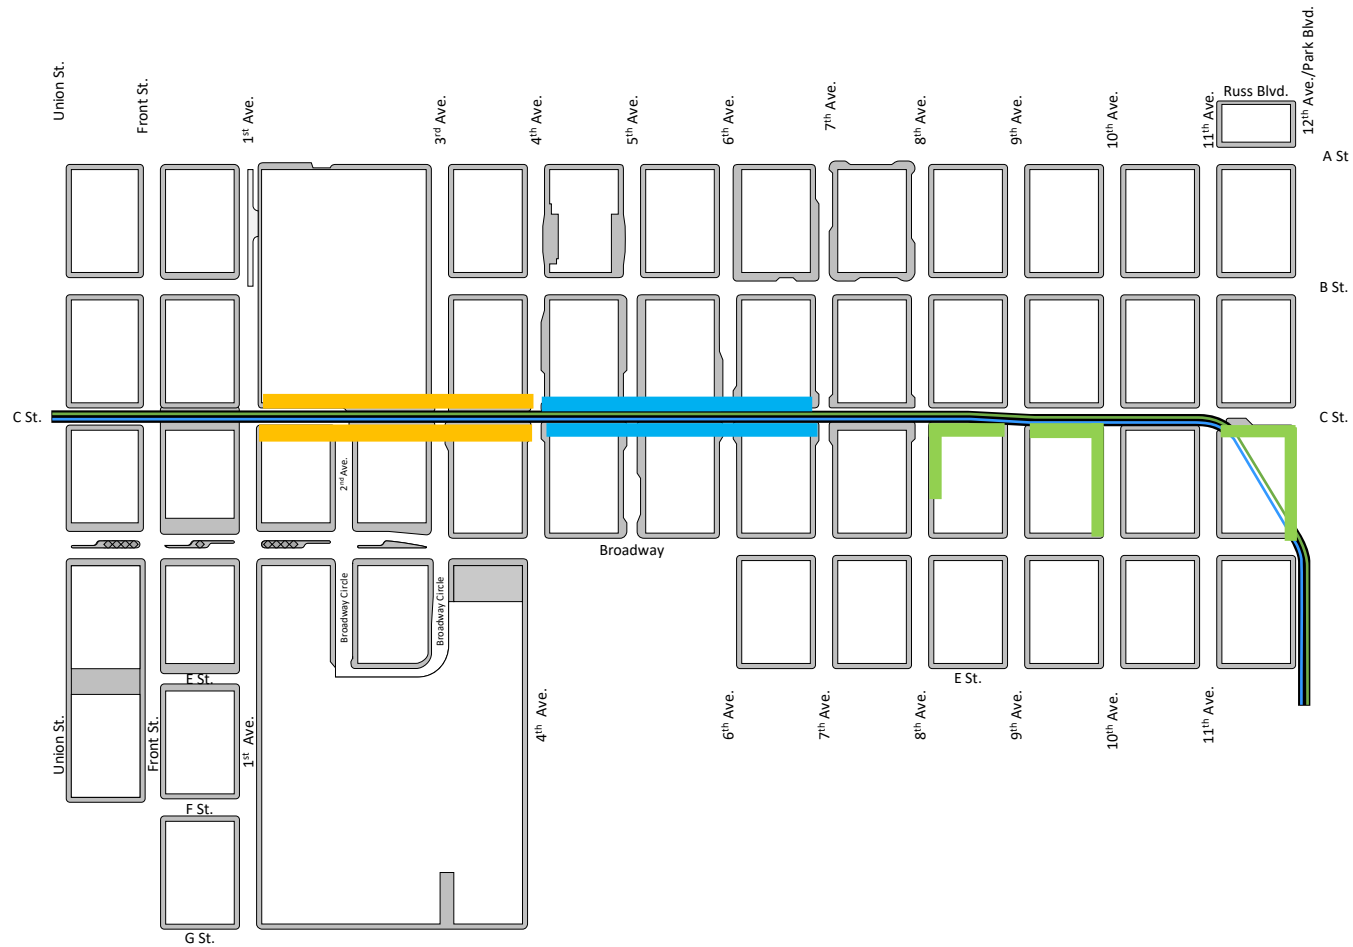 Union St.
Front St.
1st Ave.
3rd Ave.
4th Ave.
5th Ave.
6th Ave.
7th Ave.
8th Ave.
9th Ave.
10th Ave.
11th Ave.
Russ Blvd.
12th Ave./Park Blvd.
A St
B St.
C St.
C St.
2nd Ave.
Broadway
Broadway Circle
Broadway Circle
E St.
E St.
Union St.
Front St.
1st Ave.
4th Ave.
6th Ave.
7th Ave.
8th Ave.
9th Ave.
10th Ave.
11th Ave.
F St.
G St.